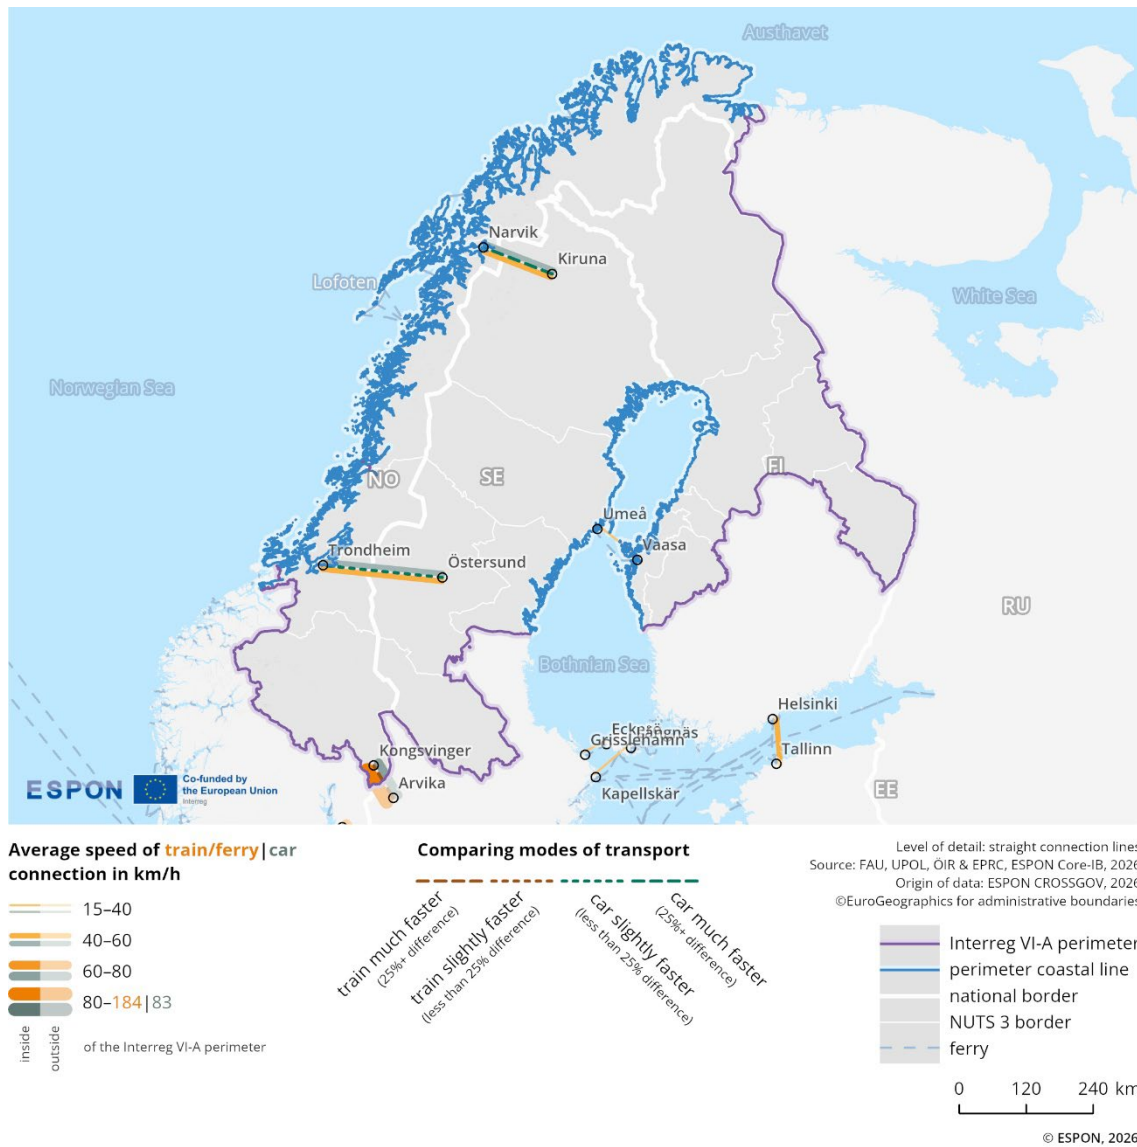 Austhavet
Narvik
Kiruna
Lofoten
White Sea
Norwegian Sea
NO
SE
FI
Umeå
Vaasa
Trondheim
Östersund
RU
Bothnian Sea
Helsinki
Grisslehamn
Tallinn
Kongsvinger
Arvika
Kapellskär
EE
ESPON
Co-funded by
the European Union
Interreg
Average speed of train/ferry|car
connection in km/h
15–40
40–60
60–80
80–184|83
inside
outside
of the Interreg VI-A perimeter
Comparing modes of transport
train much faster
(25%+ difference)
train slightly faster
(less than 25% difference)
car slightly faster
(less than 25% difference)
car much faster
(25%+ difference)
Level of detail: straight connection lines
Source: FAU, UPOL, ÖIR & EPRC, ESPON Core-IB, 2026
Origin of data: ESPON CROSSGOV, 2026
©EuroGeographics for administrative boundaries
Interreg VI-A perimeter
perimeter coastal line
national border
NUTS 3 border
ferry
0 120 240 km
© ESPON, 2026